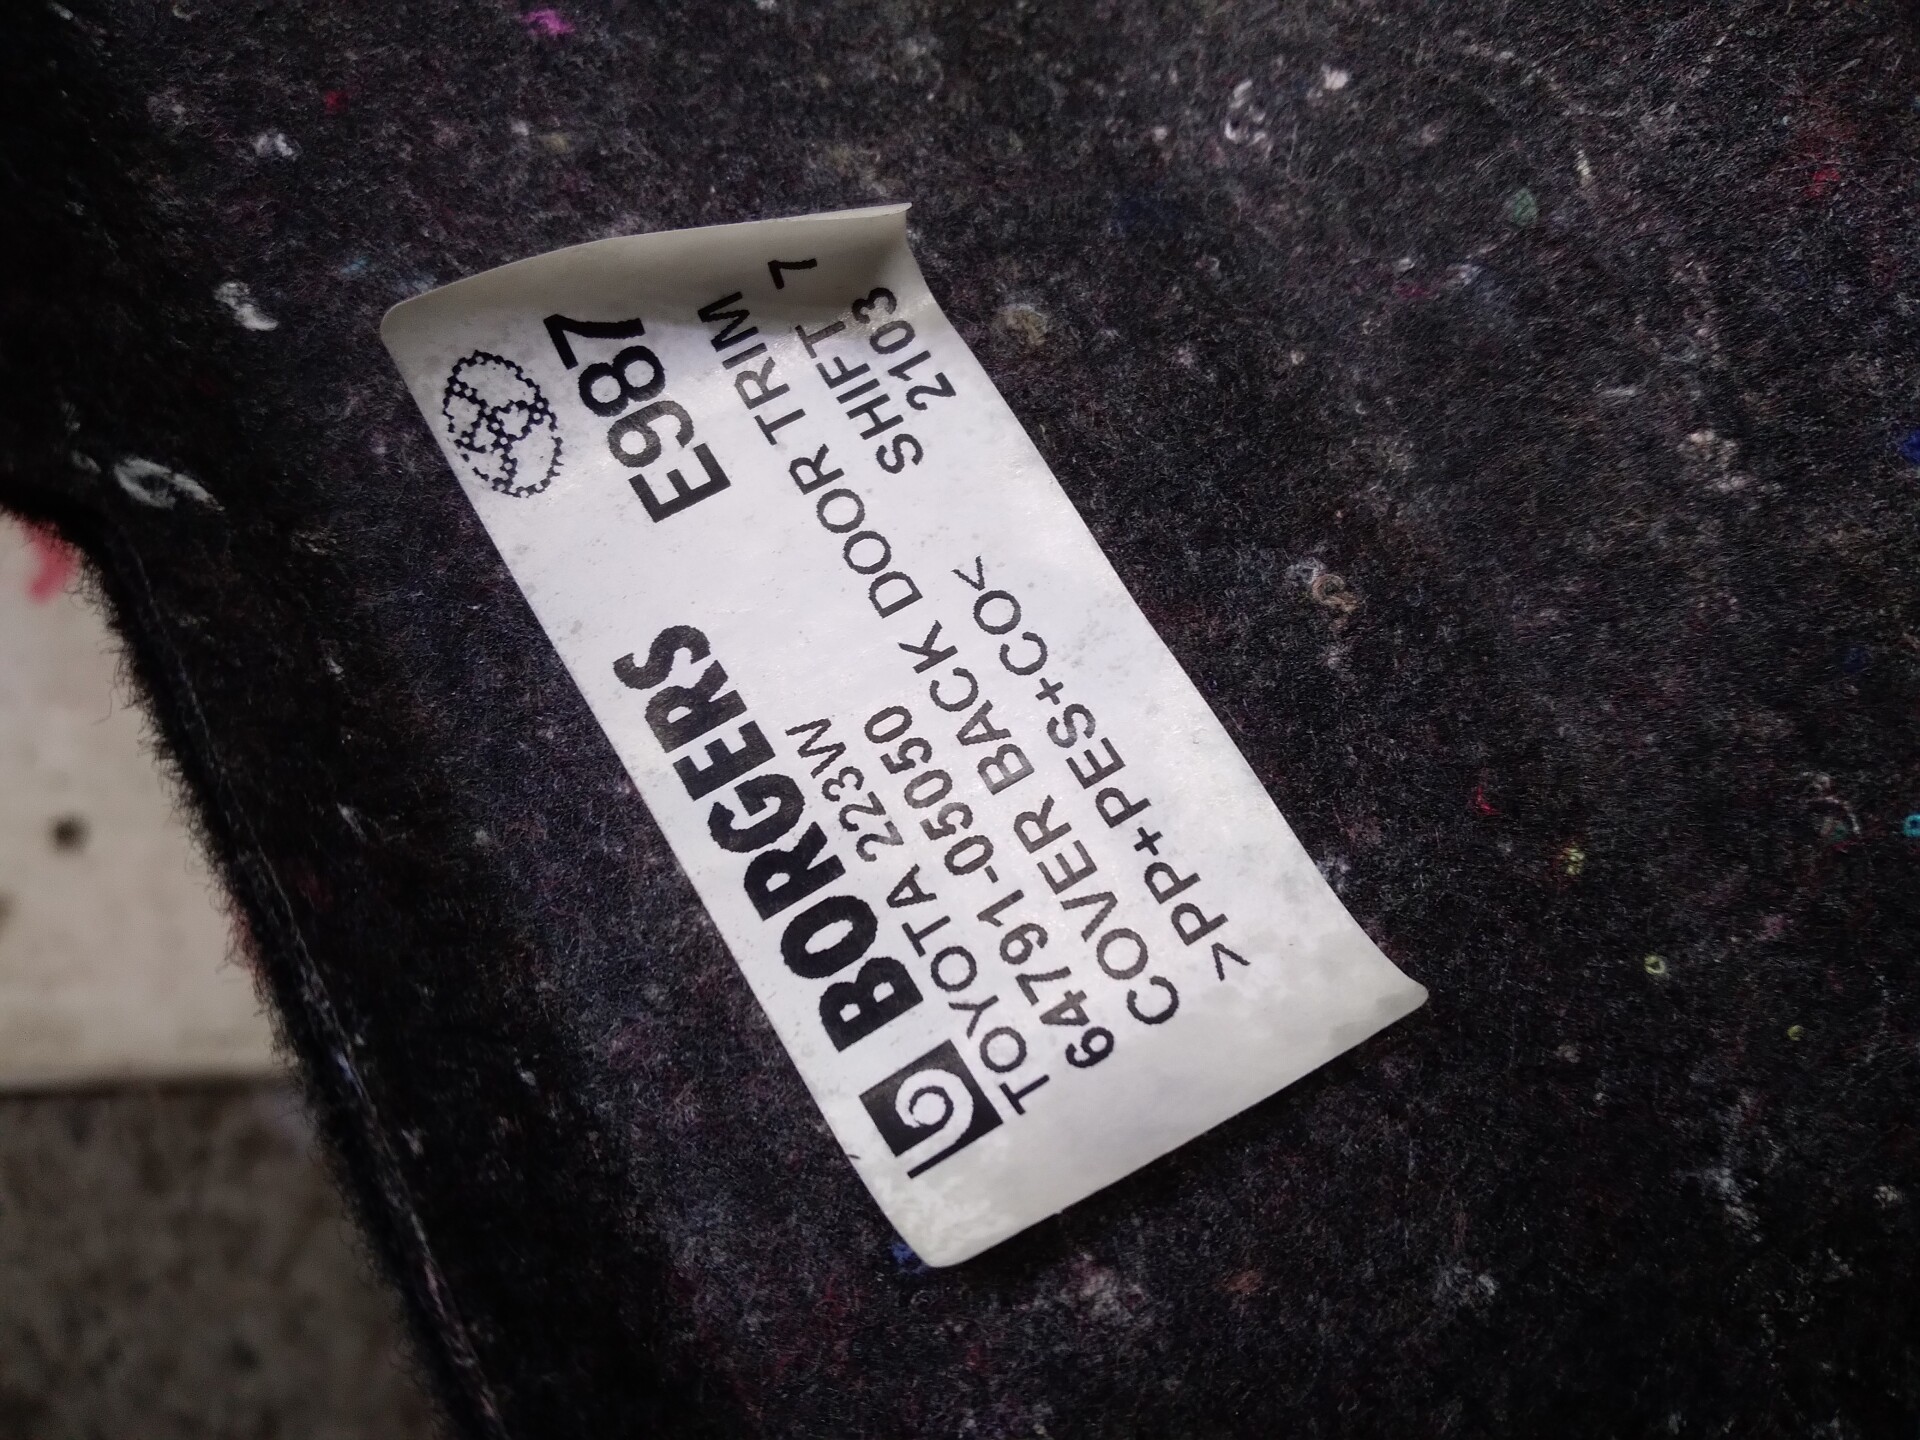 BORGERS E987
TOYOTA 223W
64791-05050
COVER BACK DOOR TRIM
>PP+PES+CO<
SHIFT 7
2103